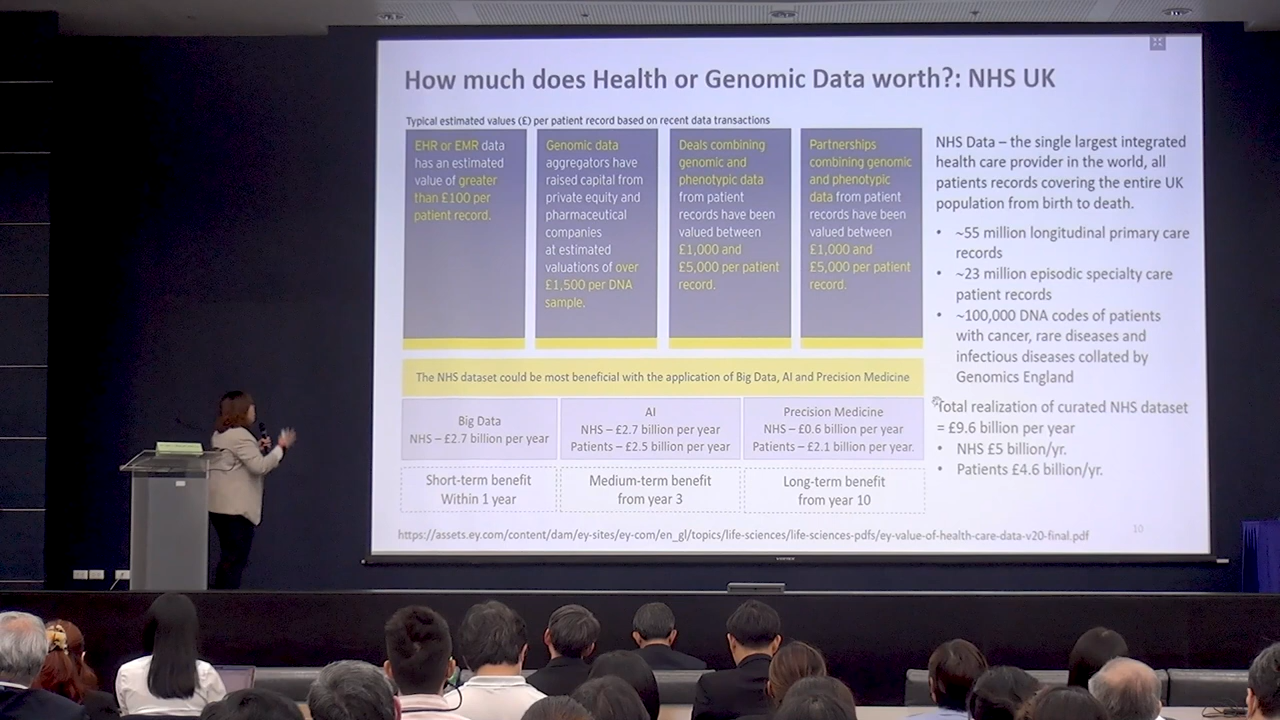 How much does Health or Genomic Data worth?: NHS UK
Typical estimated values (£) per patient record based on recent data transactions
EHR or EMR data
has an estimated
value of greater
than £100 per
patient record.
Genomic data
aggregators have
raised capital from
private equity and
pharmaceutical
companies
at estimated
valuations of over
£1,500 per DNA
sample.
Deals combining
genomic and
phenotypic data
from patient
records have been
valued between
£1,000 and
£5,000 per patient
record.
Partnerships
combining genomic
and phenotypic
data from patient
records have been
valued between
£1,000 and
£5,000 per patient
record.
The NHS dataset could be most beneficial with the application of Big Data, AI and Precision Medicine
Big Data
NHS – £2.7 billion per year
AI
NHS – £2.7 billion per year
Patients – £2.5 billion per year
Precision Medicine
NHS – £0.6 billion per year
Patients – £2.1 billion per year.
Short-term benefit
Within 1 year
Medium-term benefit
from year 3
Long-term benefit
from year 10
NHS Data – the single largest integrated
health care provider in the world, all
patients records covering the entire UK
population from birth to death.
• ~55 million longitudinal primary care
records
• ~23 million episodic specialty care
patient records
• ~100,000 DNA codes of patients
with cancer, rare diseases and
infectious diseases collated by
Genomics England
Total realization of curated NHS dataset
= £9.6 billion per year
• NHS £5 billion/yr.
• Patients £4.6 billion/yr.
https://assets.ey.com/content/dam/ey-sites/ey-com/en_gl/topics/life-sciences/life-sciences-pdfs/ey-value-of-health-care-data-v20-final.pdf
10